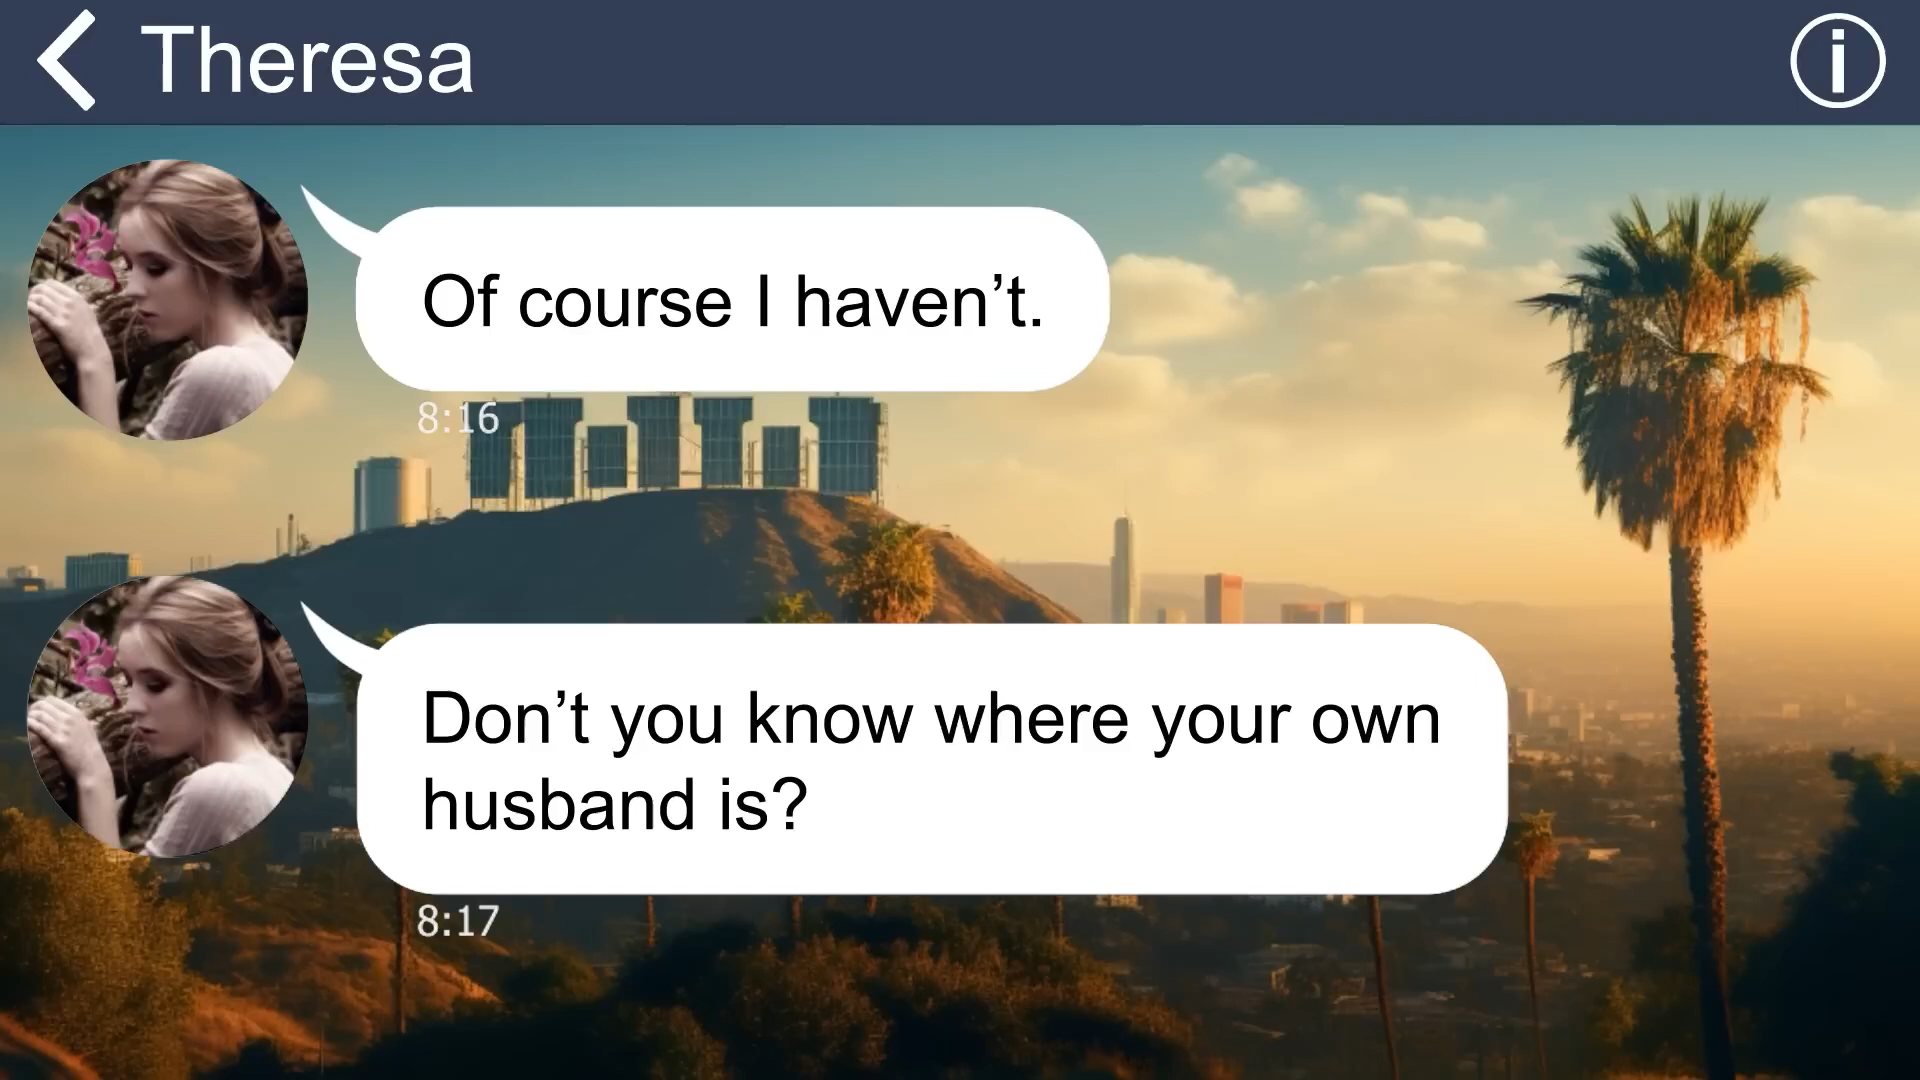 Theresa
Of course I haven’t.
8:16
Don’t you know where your own
husband is?
8:17